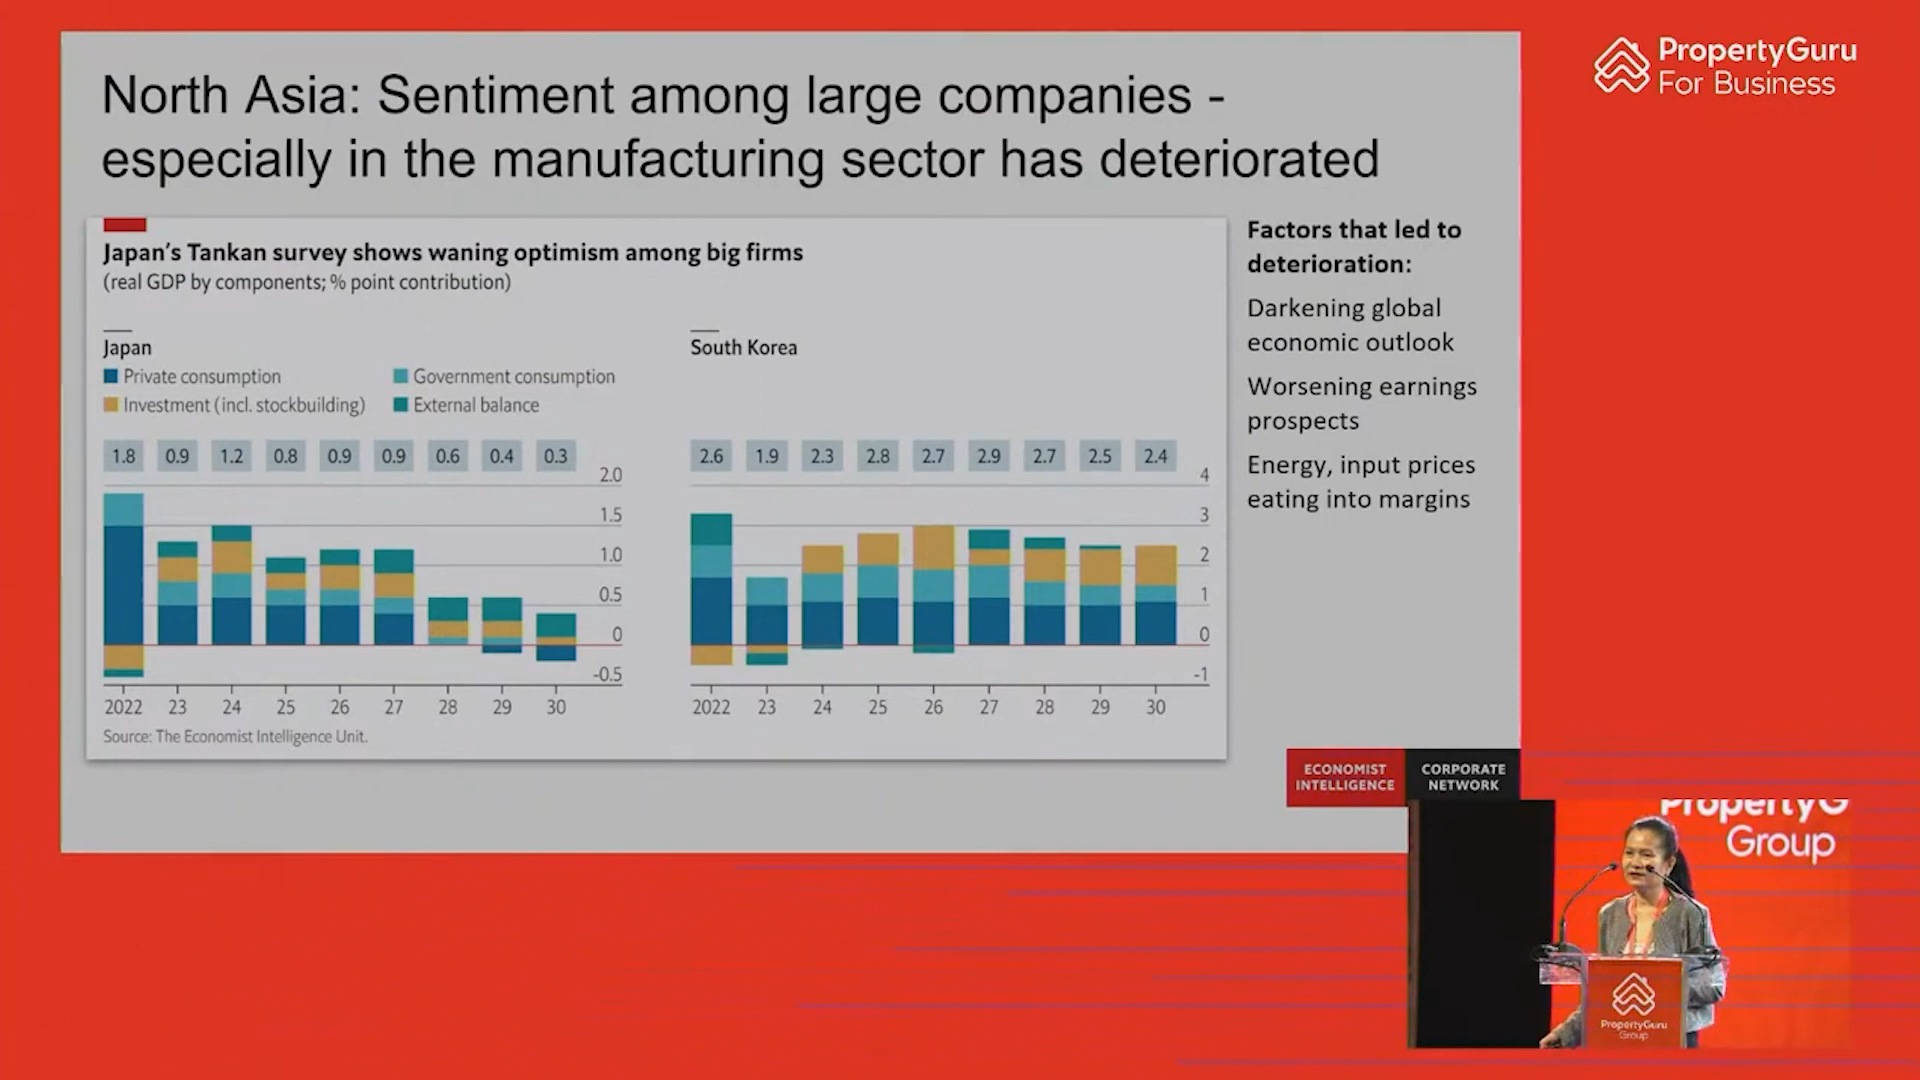 PropertyGuru
For Business
North Asia: Sentiment among large companies -
especially in the manufacturing sector has deteriorated
Japan's Tankan survey shows waning optimism among big firms
(real GDP by components; % point contribution)
Japan
Private consumption
Government consumption
Investment (incl. stockbuilding)
External balance
1.8 0.9 1.2 0.8 0.9 0.9 0.6 0.4 0.3
2.0
1.5
1.0
0.5
0
-0.5
2022 23 24 25 26 27 28 29 30
South Korea
2.6 1.9 2.3 2.8 2.7 2.9 2.7 2.5 2.4
4
3
2
1
0
-1
2022 23 24 25 26 27 28 29 30
Source: The Economist Intelligence Unit.
Factors that led to
deterioration:
Darkening global
economic outlook
Worsening earnings
prospects
Energy, input prices
eating into margins
ECONOMIST
INTELLIGENCE
CORPORATE
NETWORK
PropertyG
Group
PropertyGuru
Group